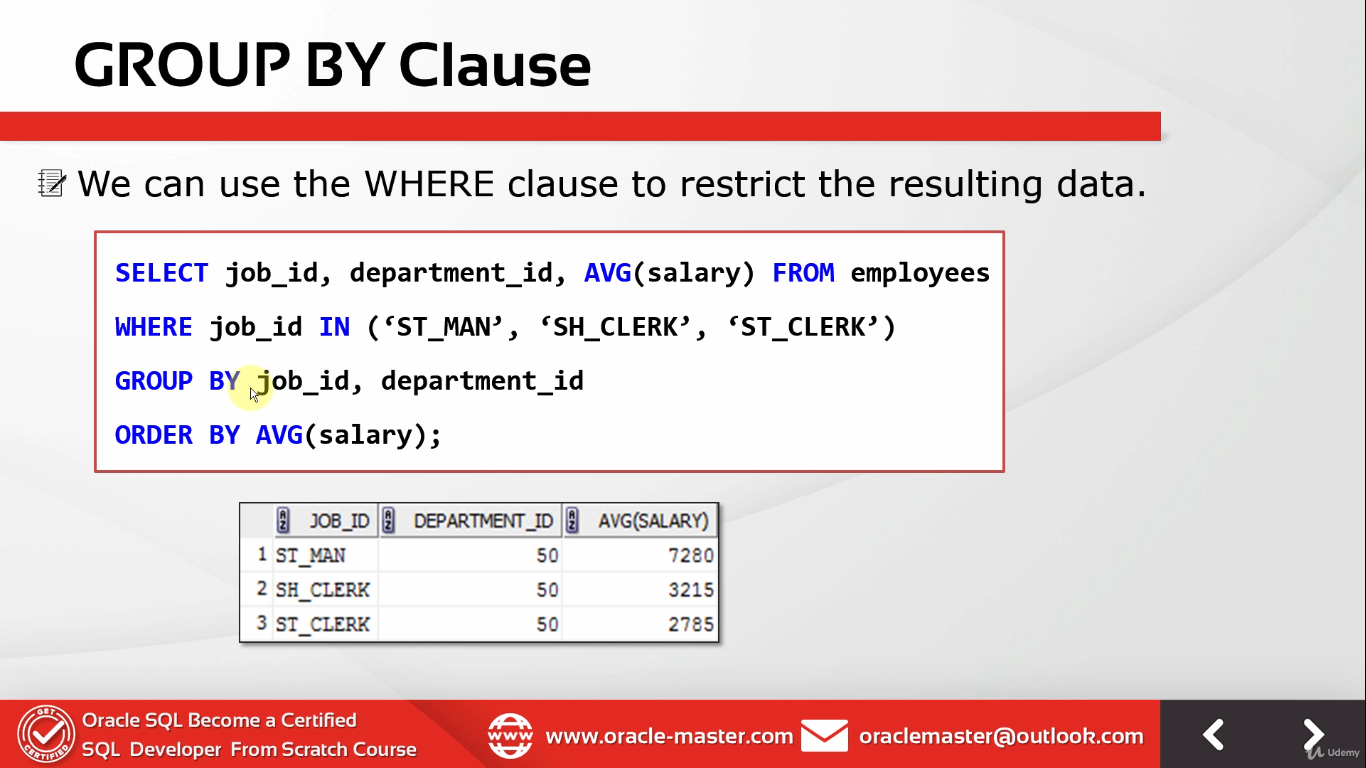 GROUP BY Clause
We can use the WHERE clause to restrict the resulting data.
SELECT job_id, department_id, AVG(salary) FROM employees
WHERE job_id IN (‘ST_MAN’, ‘SH_CLERK’, ‘ST_CLERK’)
GROUP BY job_id, department_id
ORDER BY AVG(salary);
JOB_ID DEPARTMENT_ID AVG(SALARY)
1 ST_MAN 50 7280
2 SH_CLERK 50 3215
3 ST_CLERK 50 2785
GET CERTIFIED
Oracle SQL Become a Certified
SQL Developer From Scratch Course
www
www.oracle-master.com
oraclemaster@outlook.com
Udemy